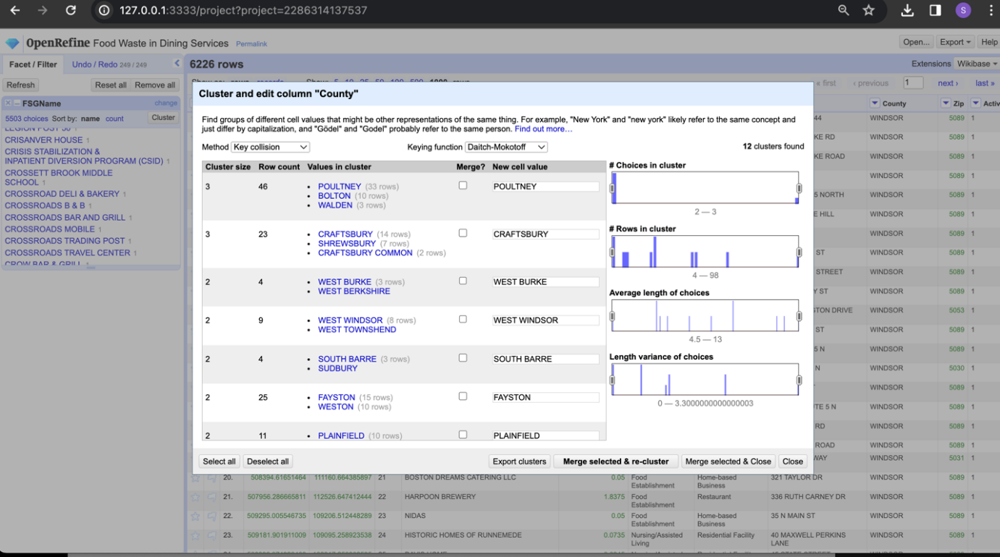 127.0.0.1:3333/project?project=2286314137537
S
OpenRefine Food Waste in Dining Services Permalink
Open... Export Help
Facet / Filter Undo / Redo 249 / 249
6226 rows
Extensions Wikibase
Refresh Reset all Remove all
« first ‹ previous 1 next › last »
FSGName change
5503 choices Sort by: name count Cluster
LEGION POST 50 1
CRISANVER HOUSE 1
CRISIS STABILIZATION &
INPATIENT DIVERSION PROGRAM (CSID) 1
CROSSETT BROOK MIDDLE
SCHOOL 1
CROSSROAD DELI & BAKERY 1
CROSSROADS B & B 1
CROSSROADS BAR AND GRILL 1
CROSSROADS MOBILE 1
CROSSROADS TRADING POST 1
CROSSROADS TRAVEL CENTER 1
CROW BAR & GRILL 1
Cluster and edit column "County"
Find groups of different cell values that might be other representations of the same thing. For example, "New York" and "new york" likely refer to the same concept and
just differ by capitalization, and "Gödel" and "Godel" probably refer to the same person. Find out more…
Method Key collision Keying function Daitch-Mokotoff 12 clusters found
Cluster size Row count Values in cluster Merge? New cell value
3 46 • POULTNEY (33 rows) POULTNEY
• BOLTON (10 rows)
• WALDEN (3 rows)
3 23 • CRAFTSBURY (14 rows) CRAFTSBURY
• SHREWSBURY (7 rows)
• CRAFTSBURY COMMON (2 rows)
2 4 • WEST BURKE (3 rows) WEST BURKE
• WEST BERKSHIRE
2 9 • WEST WINDSOR (8 rows) WEST WINDSOR
• WEST TOWNSHEND
2 4 • SOUTH BARRE (3 rows) SOUTH BARRE
• SUDBURY
2 25 • FAYSTON (15 rows) FAYSTON
• WESTON (10 rows)
2 11 • PLAINFIELD (10 rows) PLAINFIELD
# Choices in cluster
2 — 3
# Rows in cluster
4 — 98
Average length of choices
4.5 — 13
Length variance of choices
0 — 3.3000000000000003
Select all Deselect all Export clusters Merge selected & re-cluster Merge selected & Close Close
County Zip Activ
44 WINDSOR 5089 1
KE RD WINDSOR 5089 1
KE ROAD WINDSOR 5089 1
WINDSOR 5089 1
5 NORTH WINDSOR 5089 1
E HILL WINDSOR 5089 1
WINDSOR 5089 1
ST WINDSOR 5089 1
STREET WINDSOR 5089 1
Y ST WINDSOR 5089 1
STON DRIVE WINDSOR 5053 1
WINDSOR 5089 1
5 N WINDSOR 5089 1
N WINDSOR 5030 1
WINDSOR 5089 1
TE 5 N WINDSOR 5089 1
RD WINDSOR 5089 1
ROAD WINDSOR 5089 1
WAY WINDSOR 5031 1
20. 508394.61651464 111160.664385897 21 BOSTON DREAMS CATERING LLC 0.05 Food Establishment Home-based Business 321 TAYLOR DR WINDSOR 5089 1
21. 507956.286665811 112526.647412444 22 HARPOON BREWERY 1.8375 Food Establishment Restaurant 336 RUTH CARNEY DR WINDSOR 5089 1
22. 509295.005546735 109206.512448289 23 NIDAS 0.05 Food Establishment Home-based Business 35 N MAIN ST WINDSOR 5089 1
23. 509181.901911009 109095.258923538 24 HISTORIC HOMES OF RUNNEMEDE 0.0735 Nursing/Assisted Living Residential Facility 40 MAXWELL PERKINS LANE WINDSOR 5089 1